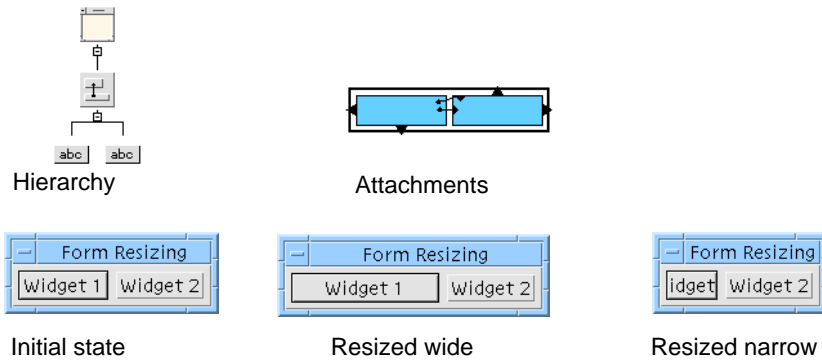 abc abc
Hierarchy
Attachments
Form Resizing
Widget 1 Widget 2
Form Resizing
Widget 1 Widget 2
Form Resizing
idget Widget 2
Initial state
Resized wide
Resized narrow